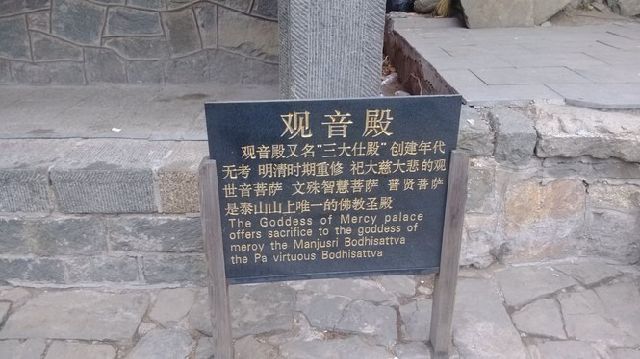 观音殿
观音殿又名"三大仕殿"创建年代
无考 明清时期重修 祀大慈大悲的观
世音菩萨 文殊智慧菩萨 普贤菩萨
是泰山山上唯一的佛教圣殿
The Goddess of Mercy palace
offers sacrifice to the goddess of
meroy the Manjusri Bodhisattva
the Pa virtuous Bodhisattva